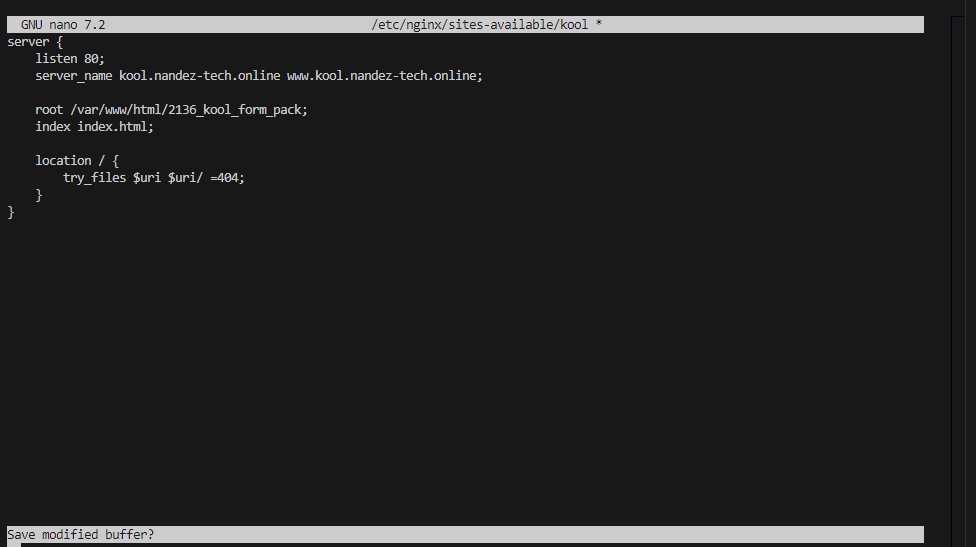 GNU nano 7.2 /etc/nginx/sites-available/kool *
server {
    listen 80;
    server_name kool.nandez-tech.online www.kool.nandez-tech.online;

    root /var/www/html/2136_kool_form_pack;
    index index.html;

    location / {
        try_files $uri $uri/ =404;
    }
}
Save modified buffer?